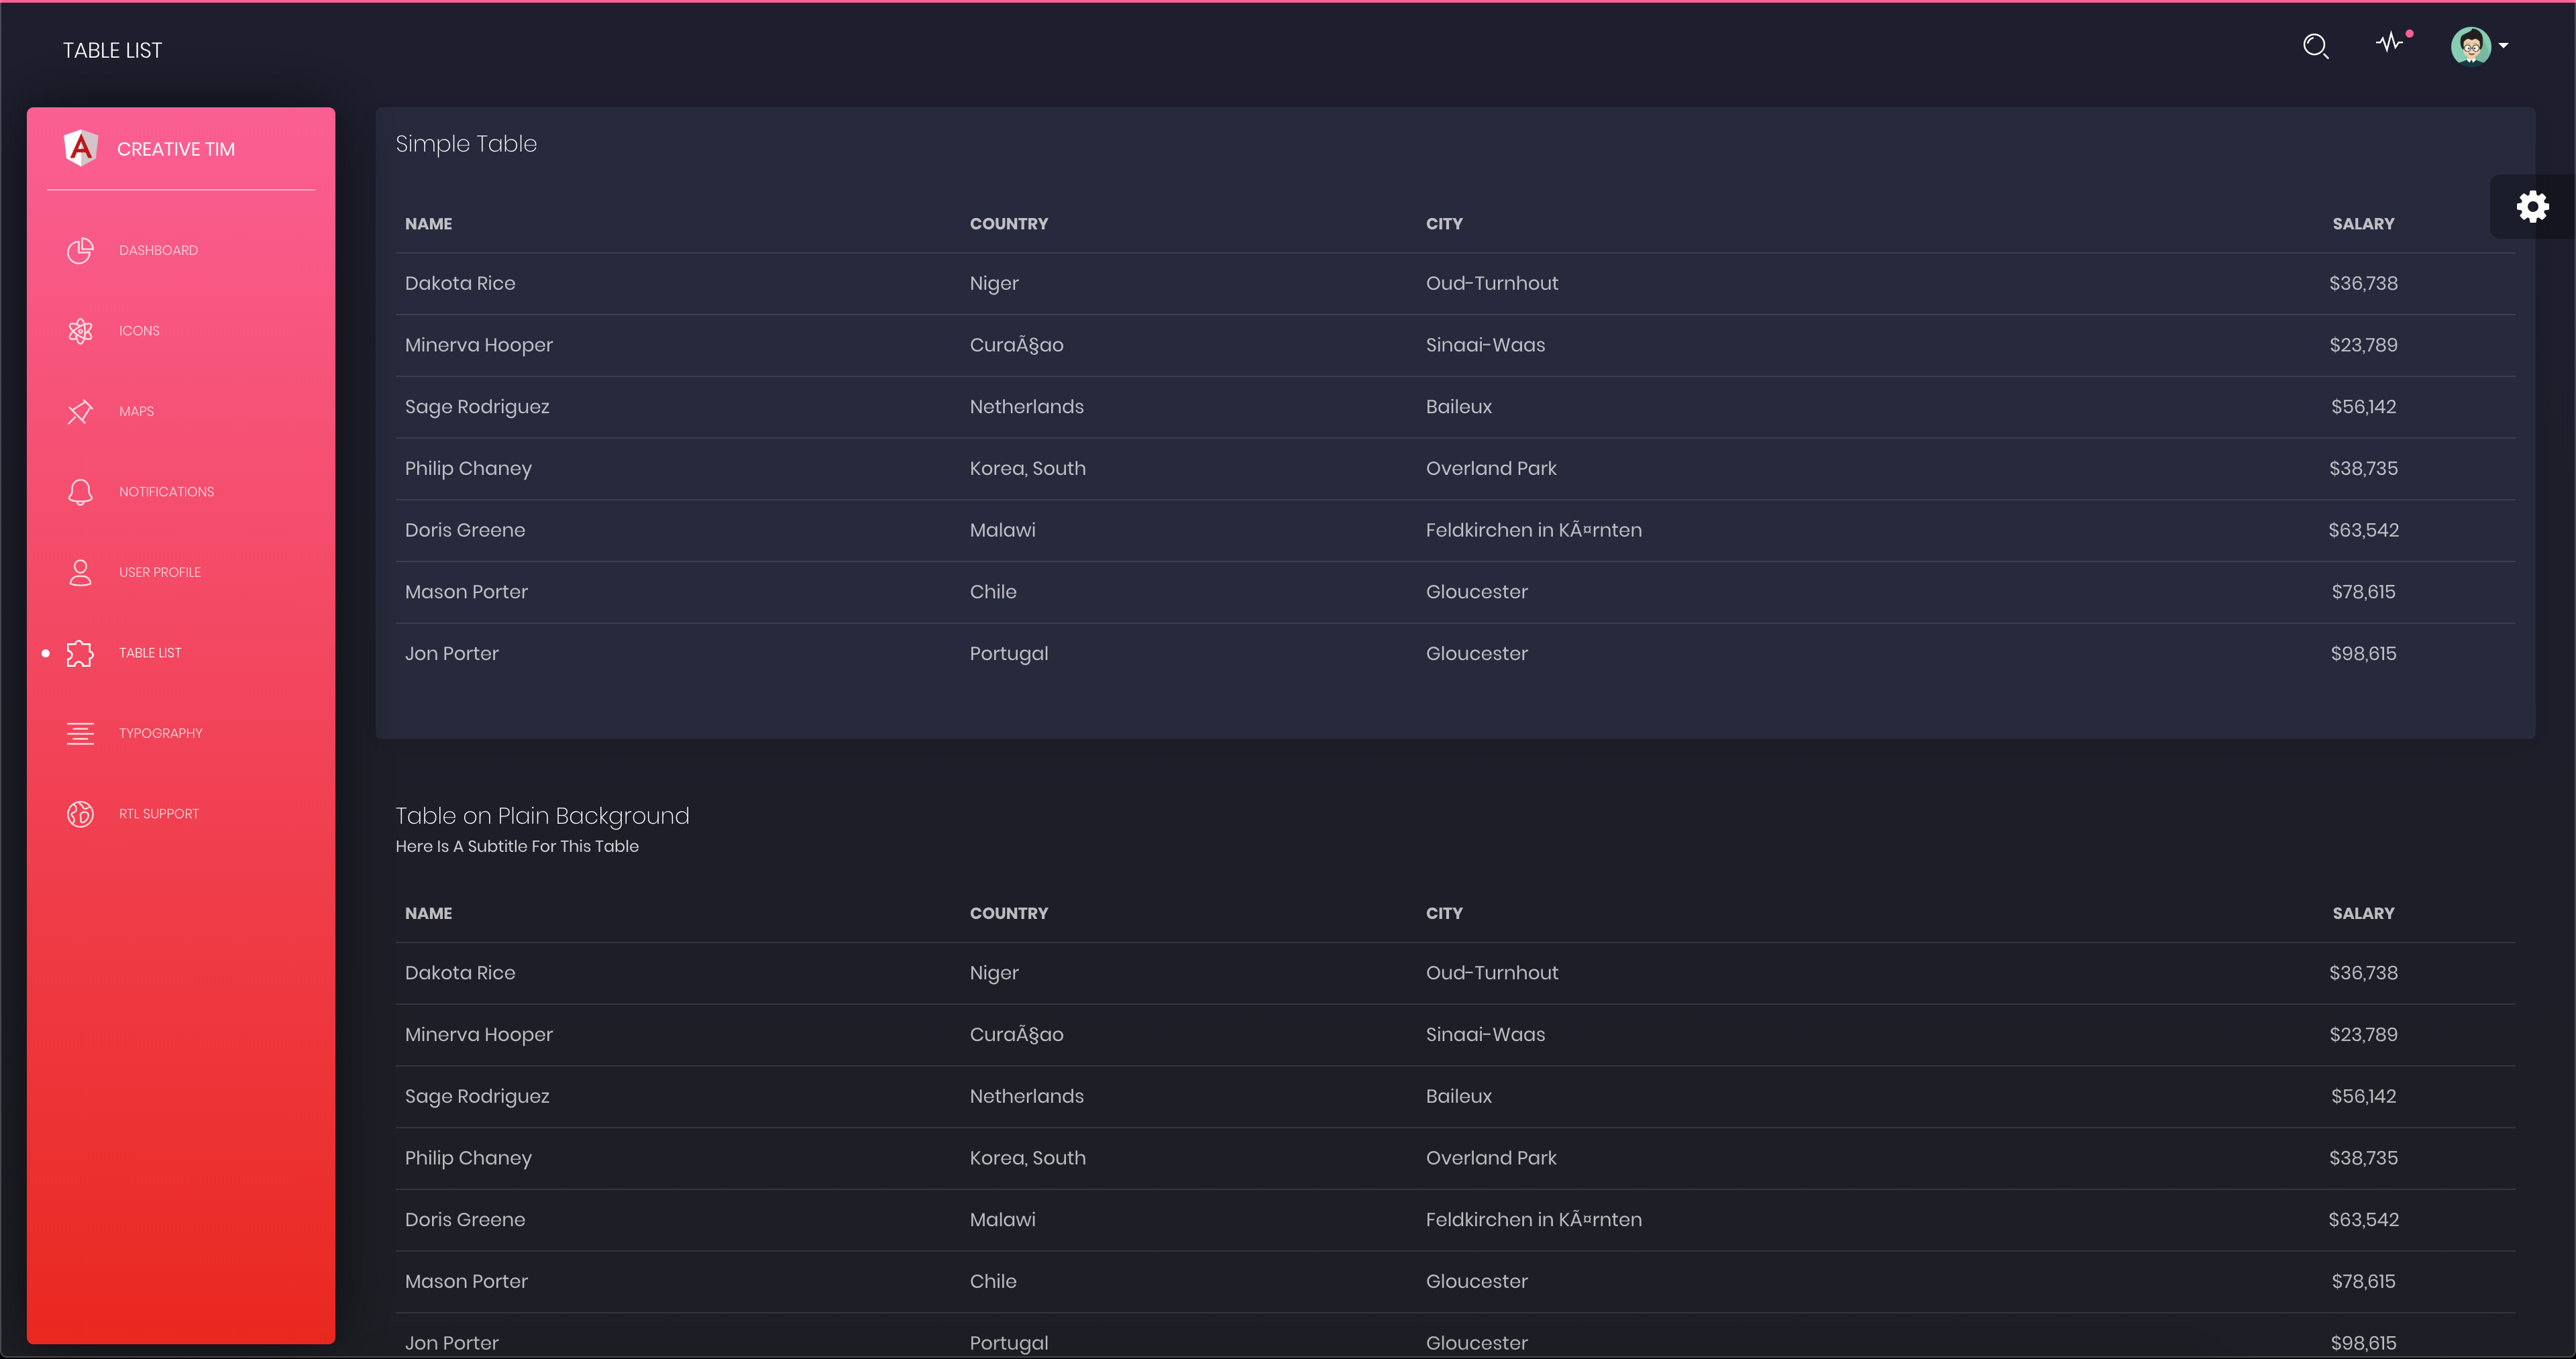 TABLE LIST
CREATIVE TIM
DASHBOARD
ICONS
MAPS
NOTIFICATIONS
USER PROFILE
TABLE LIST
TYPOGRAPHY
RTL SUPPORT
Simple Table
NAME COUNTRY CITY SALARY
Dakota Rice Niger Oud-Turnhout $36,738
Minerva Hooper CuraÃ§ao Sinaai-Waas $23,789
Sage Rodriguez Netherlands Baileux $56,142
Philip Chaney Korea, South Overland Park $38,735
Doris Greene Malawi Feldkirchen in KÃ¤rnten $63,542
Mason Porter Chile Gloucester $78,615
Jon Porter Portugal Gloucester $98,615
Table on Plain Background
Here Is A Subtitle For This Table
NAME COUNTRY CITY SALARY
Dakota Rice Niger Oud-Turnhout $36,738
Minerva Hooper CuraÃ§ao Sinaai-Waas $23,789
Sage Rodriguez Netherlands Baileux $56,142
Philip Chaney Korea, South Overland Park $38,735
Doris Greene Malawi Feldkirchen in KÃ¤rnten $63,542
Mason Porter Chile Gloucester $78,615
Jon Porter Portugal Gloucester $98,615